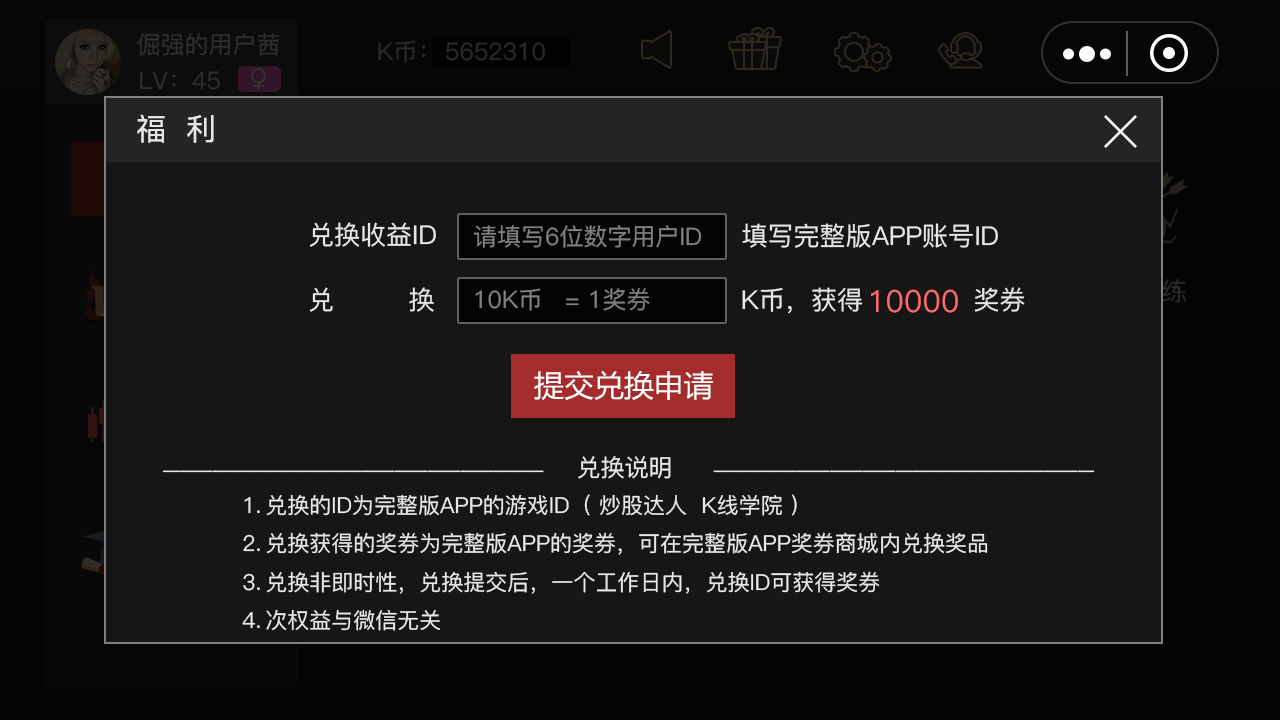 倔强的用户茜
K币： 5652310
LV：45
福 利
兑换收益ID 请填写6位数字用户ID 填写完整版APP账号ID
兑 换 10K币 = 1奖券 K币，获得 10000 奖券
提交兑换申请
兑换说明
1. 兑换的ID为完整版APP的游戏ID（ 炒股达人 K线学院 ）
2. 兑换获得的奖券为完整版APP的奖券，可在完整版APP奖券商城内兑换奖品
3. 兑换非即时性，兑换提交后，一个工作日内，兑换ID可获得奖券
4. 次权益与微信无关
练